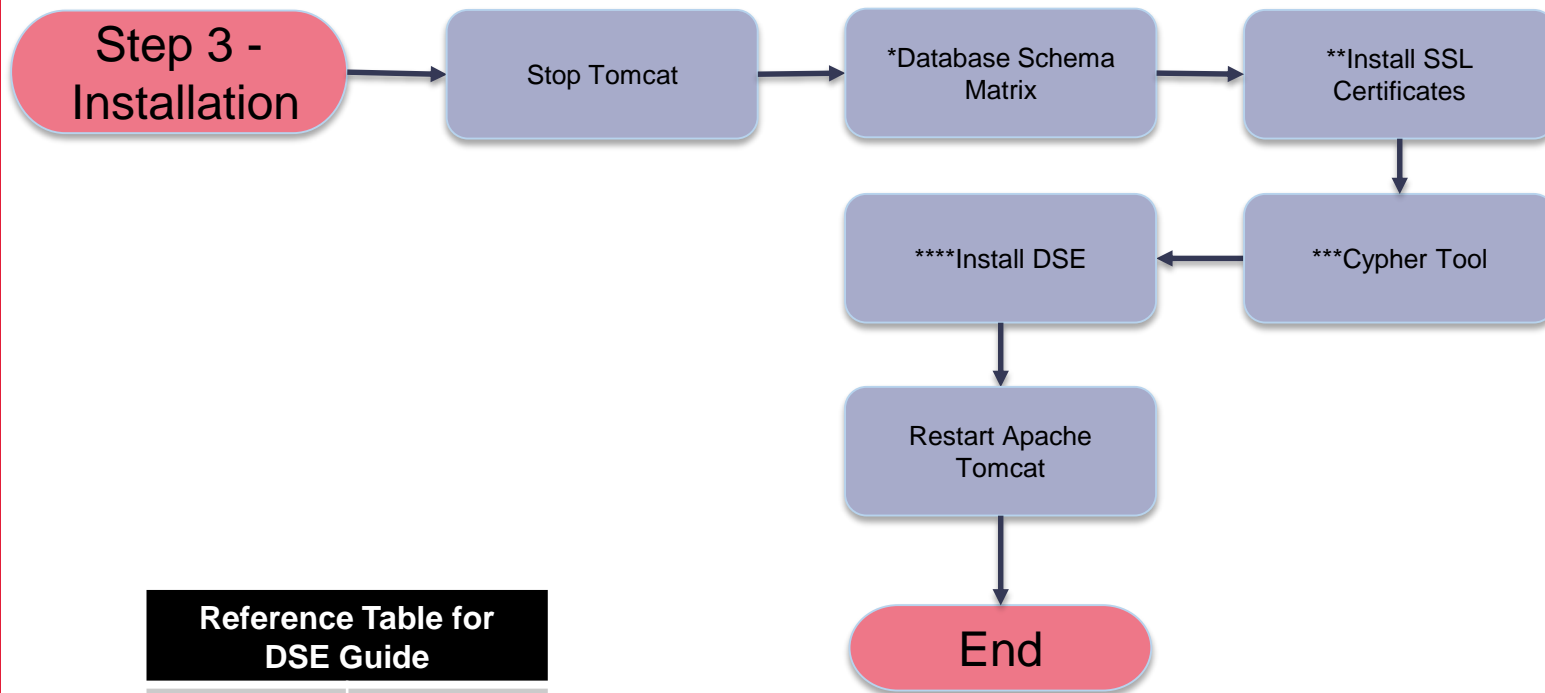 Step 3 -
Installation
Stop Tomcat
*Database Schema
Matrix
**Install SSL
Certificates
***Cypher Tool
****Install DSE
Restart Apache
Tomcat
End
Reference Table for
DSE Guide